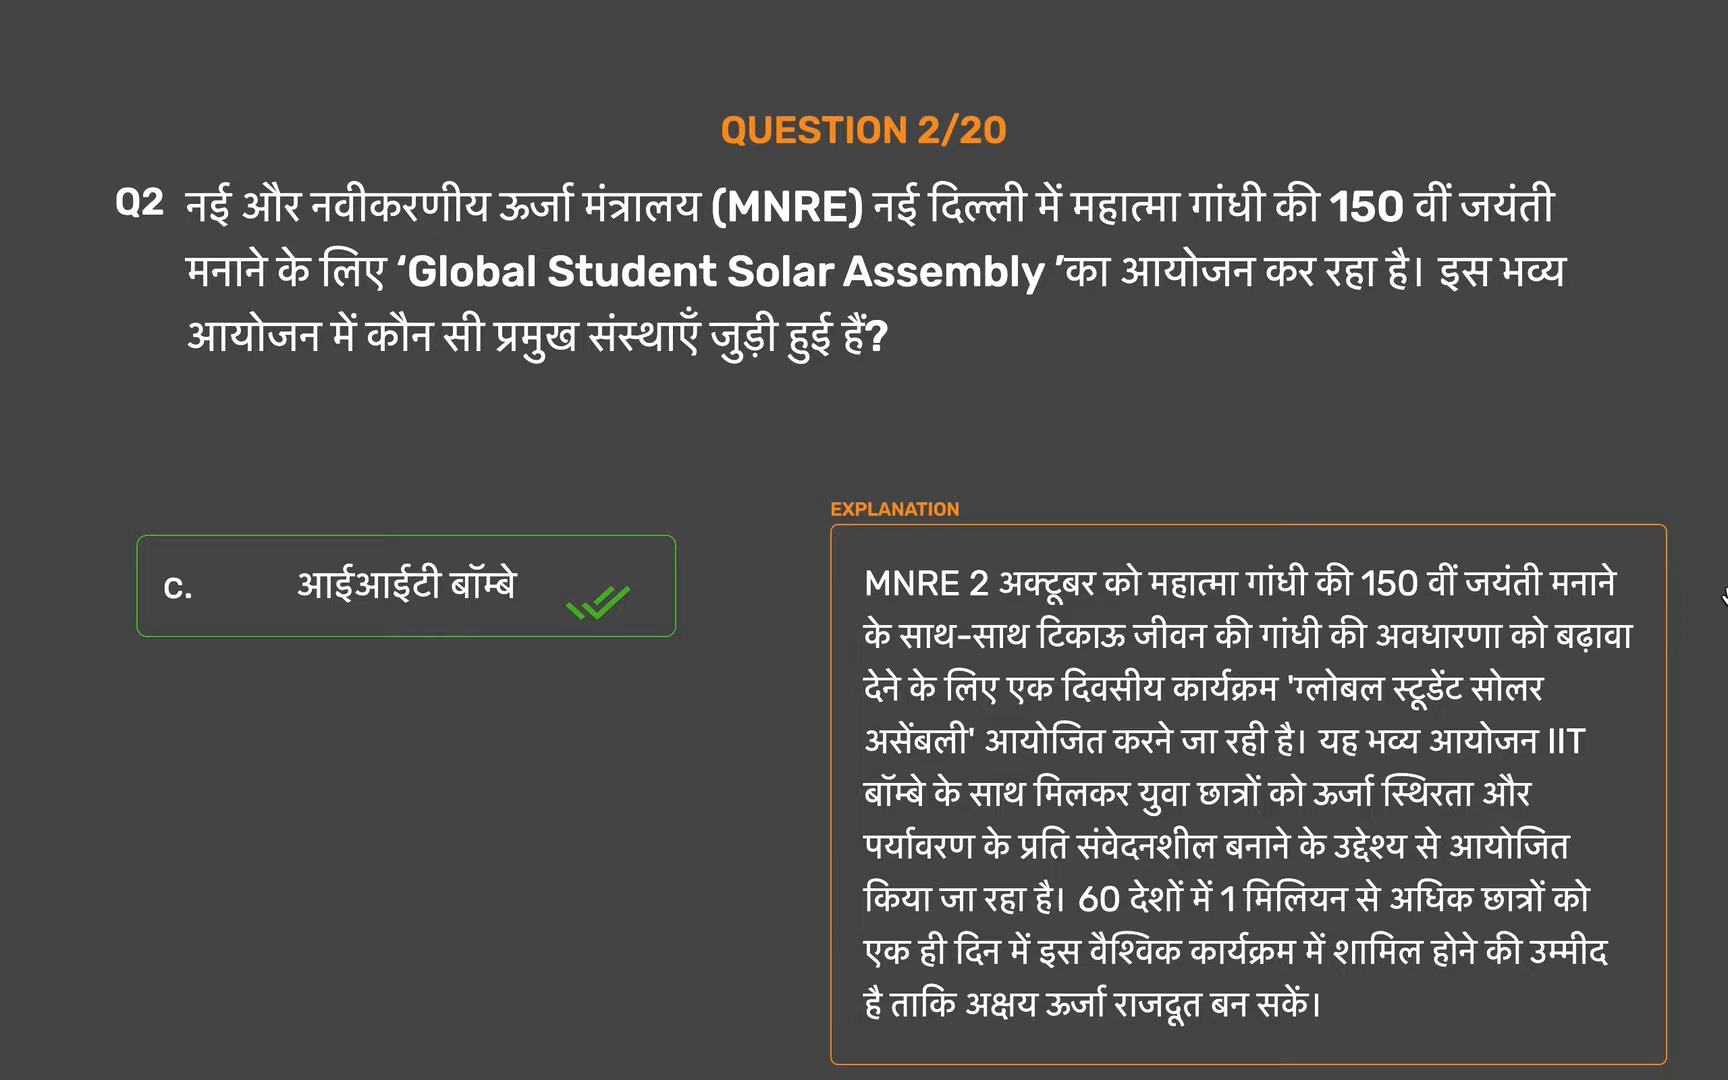 QUESTION 2/20
Q2 नई और नवीकरणीय ऊर्जा मंत्रालय (MNRE) नई दिल्ली में महात्मा गांधी की 150 वीं जयंती
मनाने के लिए ‘Global Student Solar Assembly ’का आयोजन कर रहा है। इस भव्य
आयोजन में कौन सी प्रमुख संस्थाएँ जुड़ी हुई हैं?
c. आईआईटी बॉम्बे
EXPLANATION
MNRE 2 अक्टूबर को महात्मा गांधी की 150 वीं जयंती मनाने
के साथ-साथ टिकाऊ जीवन की गांधी की अवधारणा को बढ़ावा
देने के लिए एक दिवसीय कार्यक्रम 'ग्लोबल स्टूडेंट सोलर
असेंबली' आयोजित करने जा रही है। यह भव्य आयोजन IIT
बॉम्बे के साथ मिलकर युवा छात्रों को ऊर्जा स्थिरता और
पर्यावरण के प्रति संवेदनशील बनाने के उद्देश्य से आयोजित
किया जा रहा है। 60 देशों में 1 मिलियन से अधिक छात्रों को
एक ही दिन में इस वैश्विक कार्यक्रम में शामिल होने की उम्मीद
है ताकि अक्षय ऊर्जा राजदूत बन सकें।